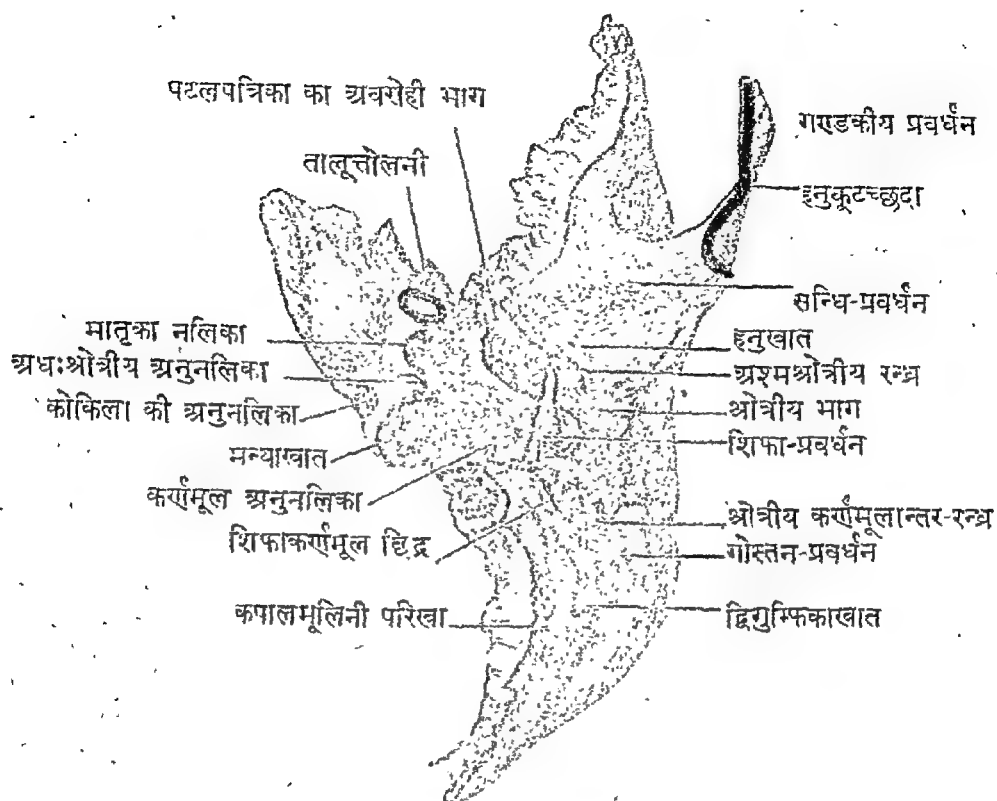 पटलपत्रिका का अवरोही भाग
तालूत्तोलनी
मातृका नलिका
अधःश्रोत्रीय अनुनलिका
कोकिला की अनुनलिका
मन्याखात
कर्णमूल अनुनलिका
शिफाकर्णमूल छिद्र
कपालमूलिनी परिखा
गण्डकीय प्रवर्धन
हनुकूटच्छदा
सन्धि-प्रवर्धन
हनुखात
अश्मश्रोत्रीय रन्ध्र
श्रोत्रीय भाग
शिफा-प्रवर्धन
श्रोत्रीय कर्णमूलान्तर-रन्ध्र
गोस्तन-प्रवर्धन
द्विगुम्फिकाखात